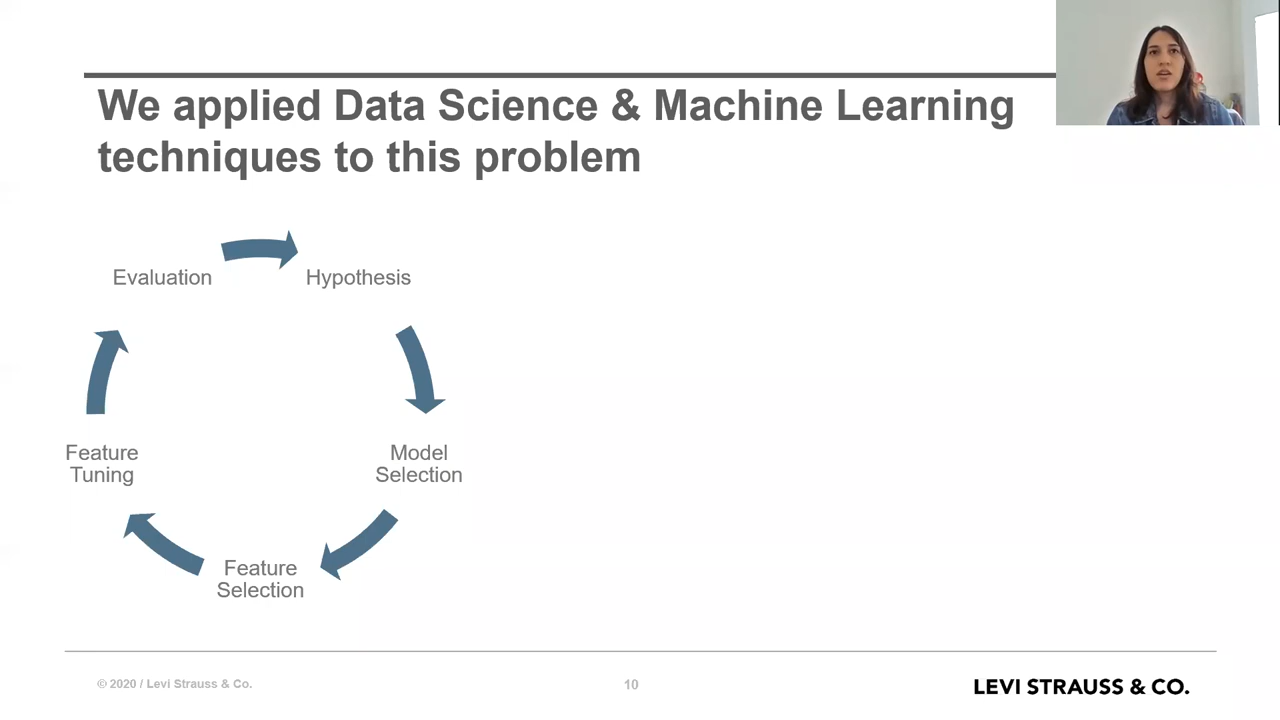 We applied Data Science & Machine Learning
techniques to this problem
Evaluation
Hypothesis
Model
Selection
Feature
Selection
Feature
Tuning
© 2020 / Levi Strauss & Co.
10
LEVI STRAUSS & CO.